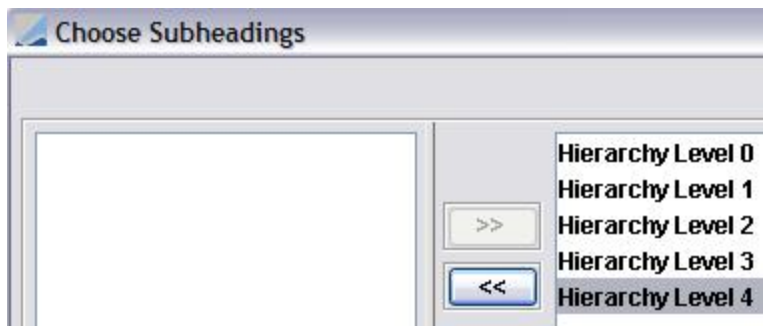 Choose Subheadings
Hierarchy Level 0
Hierarchy Level 1
>>
Hierarchy Level 2
Hierarchy Level 3
<<
Hierarchy Level 4